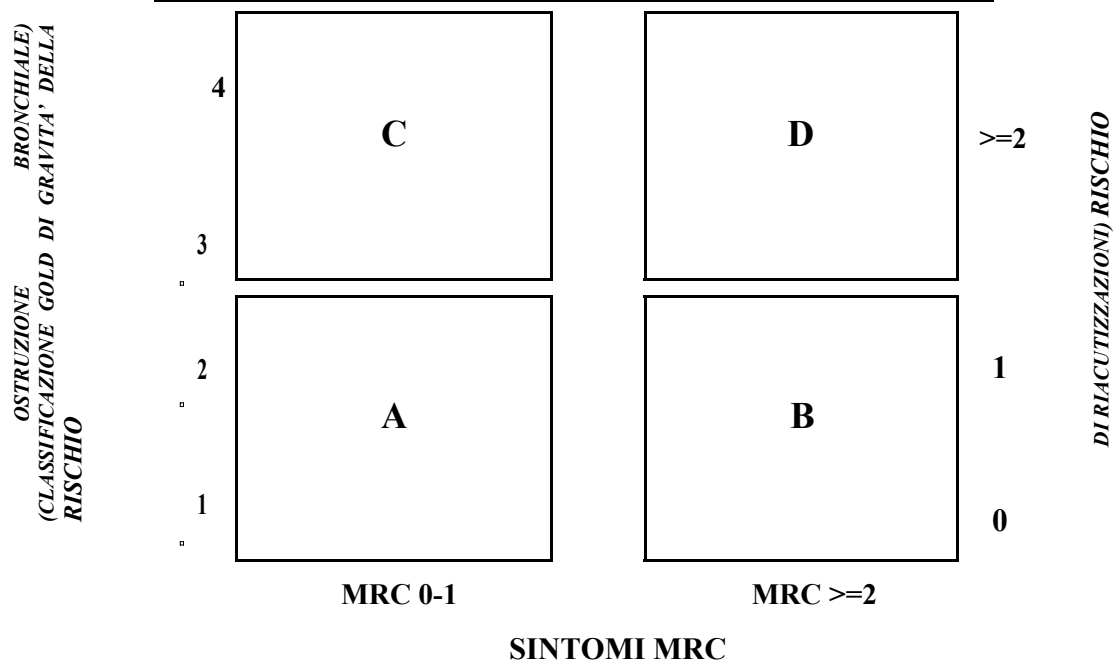 OSTRUZIONE BRONCHIALE)
(CLASSIFICAZIONE GOLD DI GRAVITA' DELLA
RISCHIO
4
C
D
>=2
3
2
A
B
1
1
0
DI RIACUTIZZAZIONI) RISCHIO
MRC 0-1
MRC >=2
SINTOMI MRC